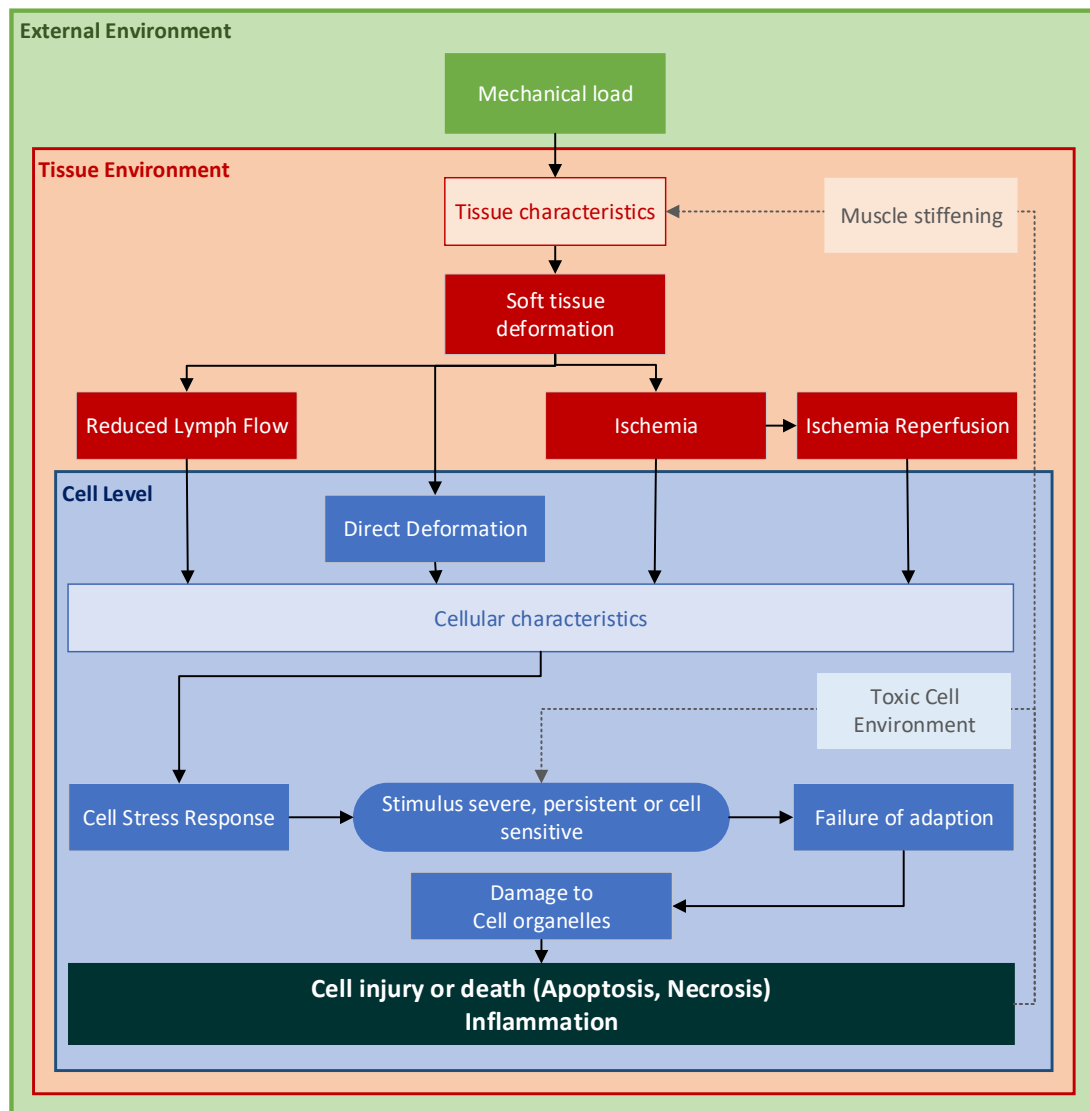 External Environment
Mechanical load
Tissue Environment
Tissue characteristics
Muscle stiffening
Soft tissue
deformation
Reduced Lymph Flow
Ischemia
Ischemia Reperfusion
Cell Level
Direct Deformation
Cellular characteristics
Toxic Cell
Environment
Cell Stress Response
Stimulus severe, persistent or cell
sensitive
Failure of adaption
Damage to
Cell organelles
Cell injury or death (Apoptosis, Necrosis)
Inflammation